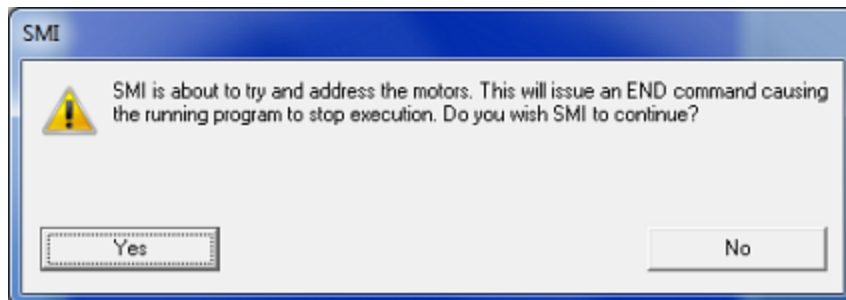 SMI
SMI is about to try and address the motors. This will issue an END command causing
the running program to stop execution. Do you wish SMI to continue?
Yes
No